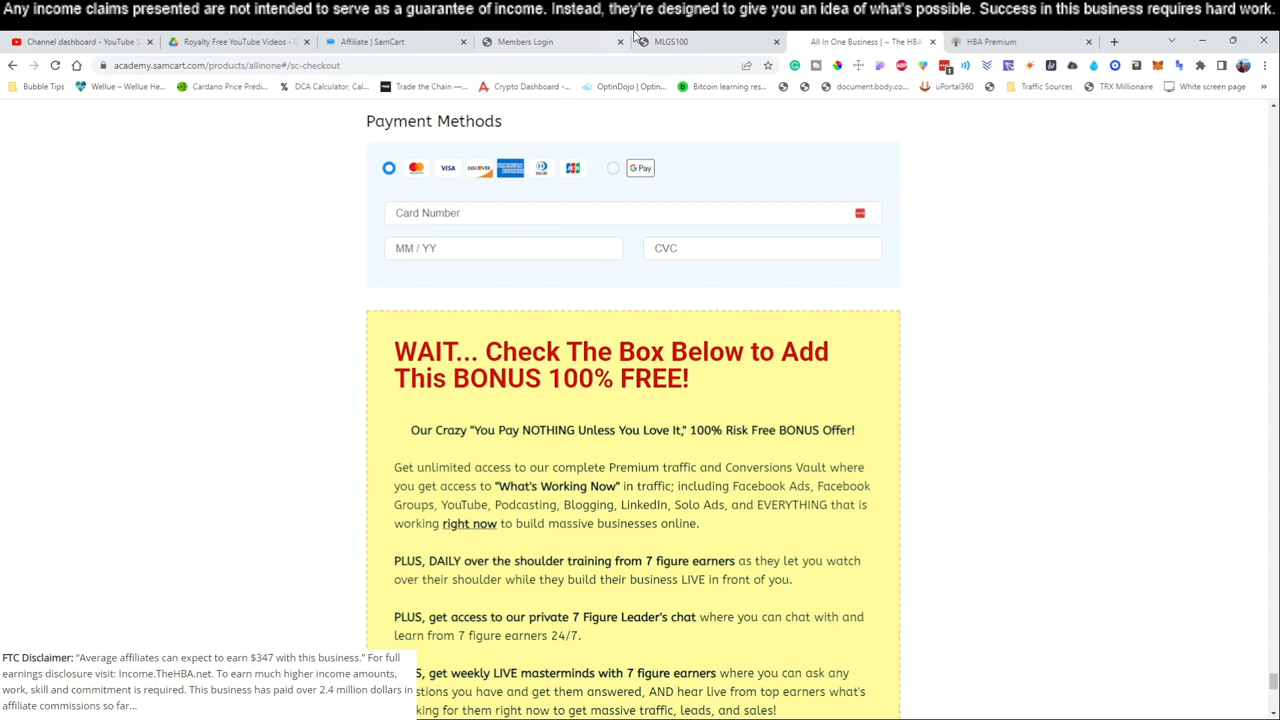 Any income claims presented are not intended to serve as a guarantee of income. Instead, they're designed to give you an idea of what's possible. Success in this business requires hard work.
Channel dashboard - YouTube S
Royalty Free YouTube Videos - G
Affiliate | SamCart
Members Login
MLGS100
All In One Business | ~ The HBA
HBA Premium
academy.samcart.com/products/allinone#/sc-checkout
Bubble Tips
Wellue – Wellue He...
Cardano Price Predi...
DCA Calculator, Cal...
Trade the Chain —...
Crypto Dashboard -...
OptinDojo | Optin...
Bitcoin learning res...
document.body.co...
uPortal360
Traffic Sources
TRX Millionaire
White screen page
Payment Methods
VISA
DISCOVER
AMERICAN EXPRESS
JCB
G Pay
Card Number
MM / YY
CVC
WAIT... Check The Box Below to Add
This BONUS 100% FREE!
Our Crazy "You Pay NOTHING Unless You Love It," 100% Risk Free BONUS Offer!
Get unlimited access to our complete Premium traffic and Conversions Vault where
you get access to "What's Working Now" in traffic; including Facebook Ads, Facebook
Groups, YouTube, Podcasting, Blogging, LinkedIn, Solo Ads, and EVERYTHING that is
working right now to build massive businesses online.
PLUS, DAILY over the shoulder training from 7 figure earners as they let you watch
over their shoulder while they build their business LIVE in front of you.
PLUS, get access to our private 7 Figure Leader's chat where you can chat with and
learn from 7 figure earners 24/7.
S, get weekly LIVE masterminds with 7 figure earners where you can ask any
stions you have and get them answered, AND hear live from top earners what's
king for them right now to get massive traffic, leads, and sales!
FTC Disclaimer: "Average affiliates can expect to earn $347 with this business." For full
earnings disclosure visit: Income.TheHBA.net. To earn much higher income amounts,
work, skill and commitment is required. This business has paid over 2.4 million dollars in
affiliate commissions so far...